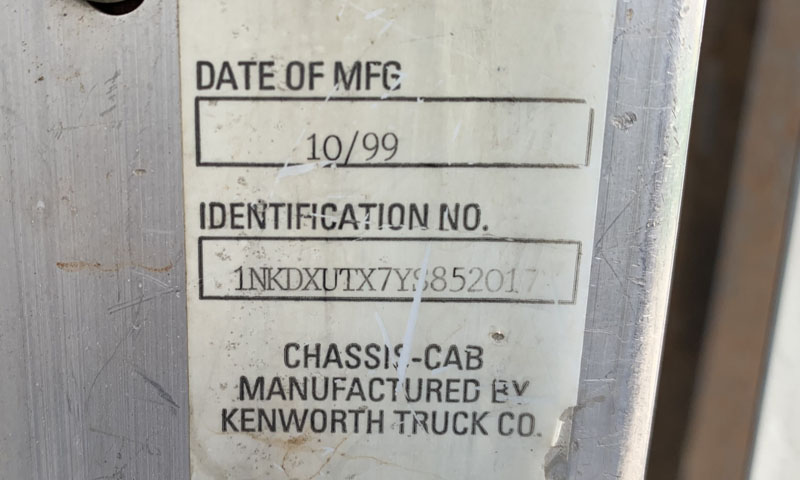 DATE OF MFG
10/99
IDENTIFICATION NO.
1NKDXUTX7YS852017
CHASSIS-CAB
MANUFACTURED BY
KENWORTH TRUCK CO.